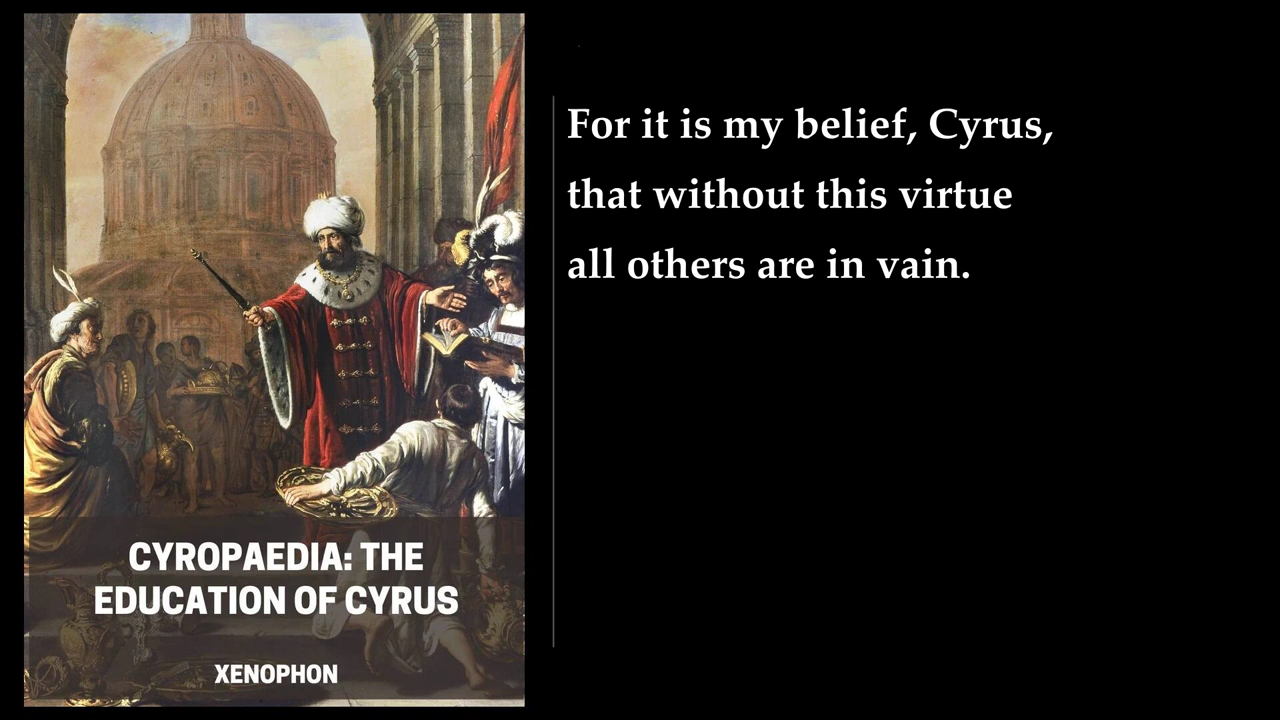 CYROPAEDIA: THE
EDUCATION OF CYRUS
XENOPHON
For it is my belief, Cyrus,
that without this virtue
all others are in vain.